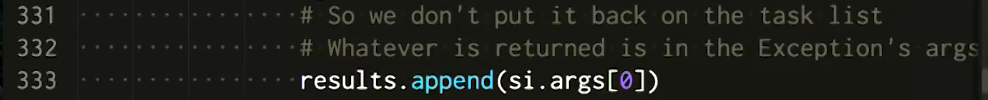 331 # So we don't put it back on the task list
332 # Whatever is returned is in the Exception's args
333 results.append(si.args[0])